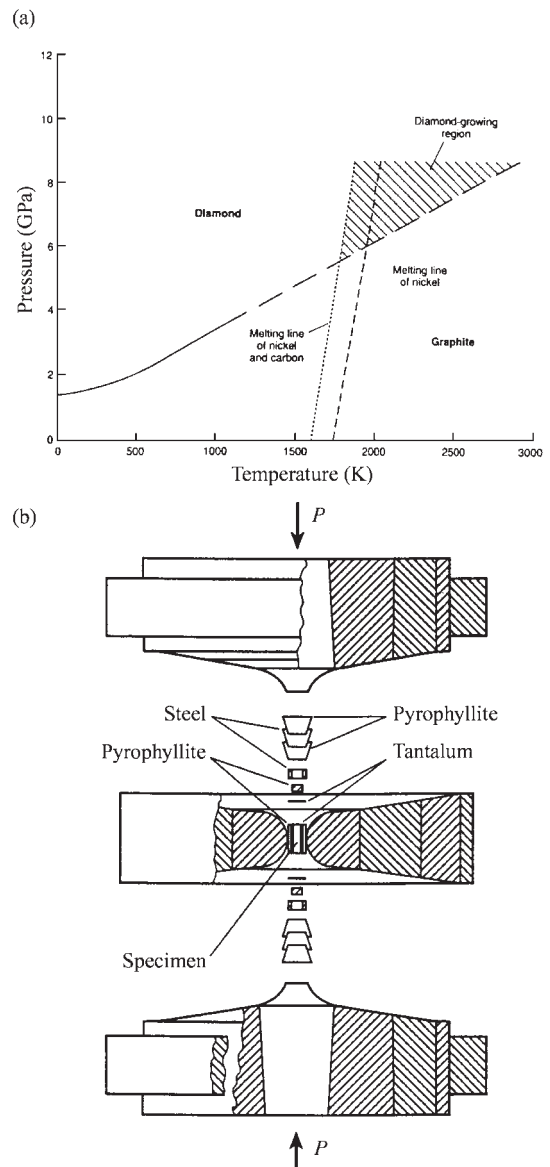 (a)
12
10
8
6
4
2
0
Pressure (GPa)
Diamond-growing
region
Diamond
Melting line
of nickel
Melting line
of nickel
and carbon
Graphite
0 500 1000 1500 2000 2500 3000
Temperature (K)
(b)
P
Steel
Pyrophyllite
Pyrophyllite
Tantalum
Specimen
P